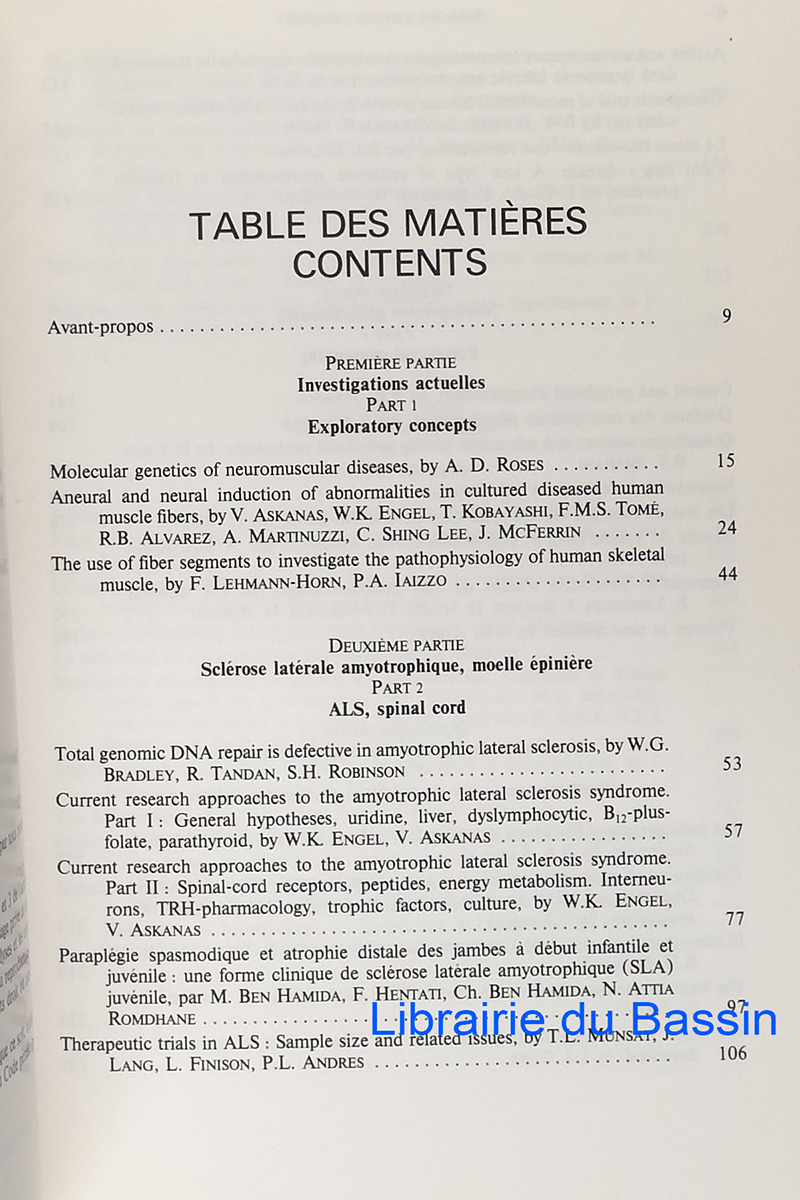 TABLE DES MATIÈRES
CONTENTS
Avant-propos . . . . . . . . . . . . . . . . . . . . . . . . . . . . . . . . . . . . . . . . . . . . . . . . . . 9
PREMIÈRE PARTIE
Investigations actuelles
PART 1
Exploratory concepts
Molecular genetics of neuromuscular diseases, by A. D. ROSES . . . . . . . . . . . 15
Aneural and neural induction of abnormalities in cultured diseased human
muscle fibers, by V. ASKANAS, W.K. ENGEL, T. KOBAYASHI, F.M.S. TOMÉ,
R.B. ALVAREZ, A. MARTINUZZI, C. SHING LEE, J. MCFERRIN . . . . . . . 24
The use of fiber segments to investigate the pathophysiology of human skeletal
muscle, by F. LEHMANN-HORN, P.A. IAIZZO . . . . . . . . . . . . . . . . . . . . . 44
DEUXIÈME PARTIE
Sclérose latérale amyotrophique, moelle épinière
PART 2
ALS, spinal cord
Total genomic DNA repair is defective in amyotrophic lateral sclerosis, by W.G.
BRADLEY, R. TANDAN, S.H. ROBINSON . . . . . . . . . . . . . . . . . . . . . . . . . 53
Current research approaches to the amyotrophic lateral sclerosis syndrome.
Part I : General hypotheses, uridine, liver, dyslymphocytic, B12-plus-
folate, parathyroid, by W.K. ENGEL, V. ASKANAS . . . . . . . . . . . . . . . . . 57
Current research approaches to the amyotrophic lateral sclerosis syndrome.
Part II : Spinal-cord receptors, peptides, energy metabolism. Interneu-
rons, TRH-pharmacology, trophic factors, culture, by W.K. ENGEL,
V. ASKANAS . . . . . . . . . . . . . . . . . . . . . . . . . . . . . . . . . . . . . . . . . . . . . . 77
Paraplégie spasmodique et atrophie distale des jambes à début infantile et
juvénile : une forme clinique de sclérose latérale amyotrophique (SLA)
juvénile, par M. BEN HAMIDA, F. HENTATI, Ch. BEN HAMIDA, N. ATTIA
ROMDHANE . . . . . . . . . . . . . . . . . . . . . . . . . . . . . . . . . . . . . . . . . . . . . . 97
Librairie du Bassin
Therapeutic trials in ALS : Sample size and related issues, by T.L. MUNSAT, J.
LANG, L. FINISON, P.L. ANDRES . . . . . . . . . . . . . . . . . . . . . . . . . . . . . . 106